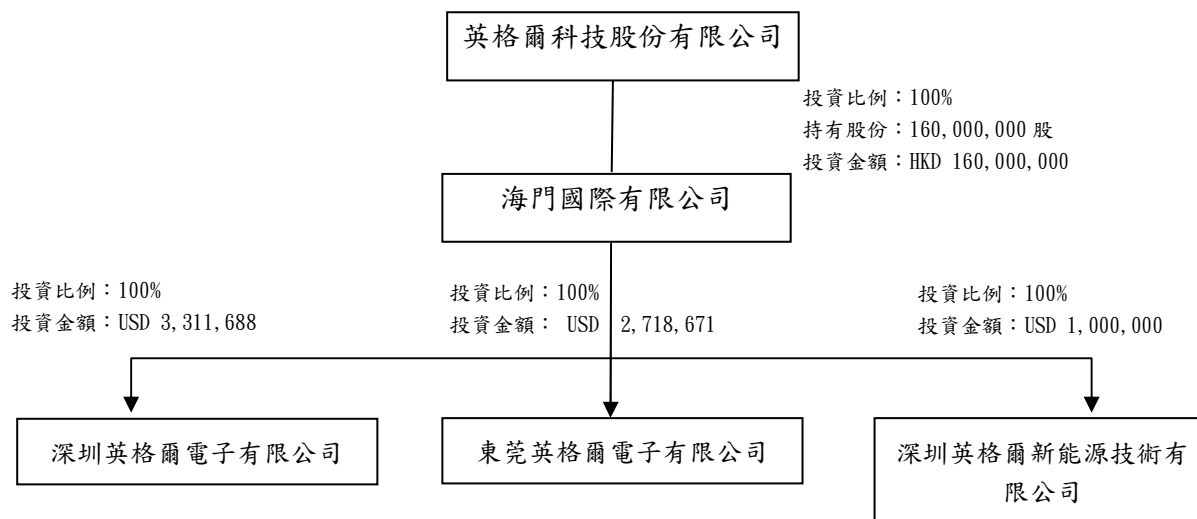 英格爾科技股份有限公司
投資比例：100%
持有股份：160,000,000 股
投資金額：HKD 160,000,000
海門國際有限公司
投資比例：100%
投資金額：USD 3,311,688
投資比例：100%
投資金額： USD 2,718,671
投資比例：100%
投資金額：USD 1,000,000
深圳英格爾電子有限公司
東莞英格爾電子有限公司
深圳英格爾新能源技術有
限公司